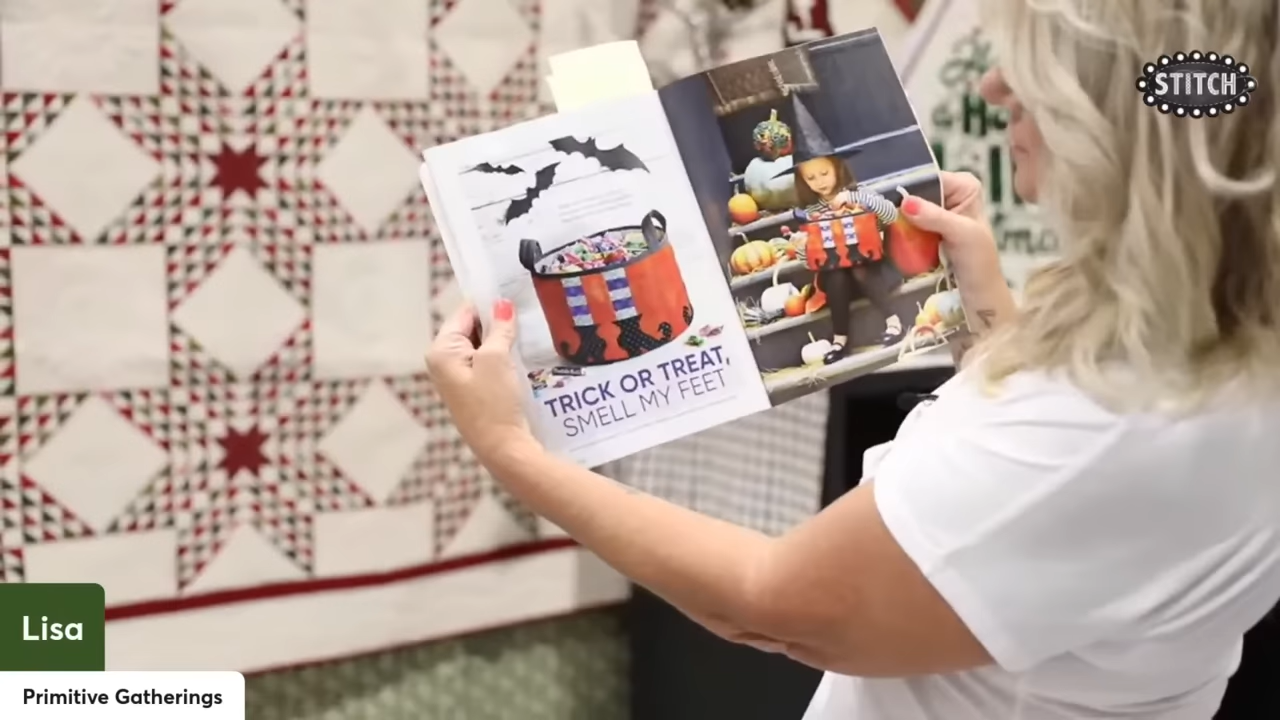 STITCH
TRICK OR TREAT,
SMELL MY FEET
Lisa
Primitive Gatherings